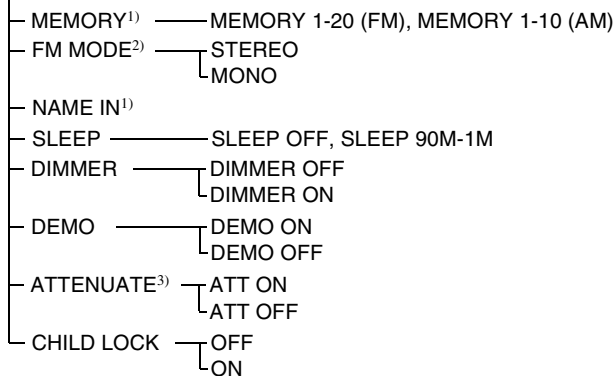 MEMORY1) MEMORY 1-20 (FM), MEMORY 1-10 (AM)
FM MODE2) STEREO
MONO
NAME IN1)
SLEEP SLEEP OFF, SLEEP 90M-1M
DIMMER DIMMER OFF
DIMMER ON
DEMO DEMO ON
DEMO OFF
ATTENUATE3) ATT ON
ATT OFF
CHILD LOCK OFF
ON